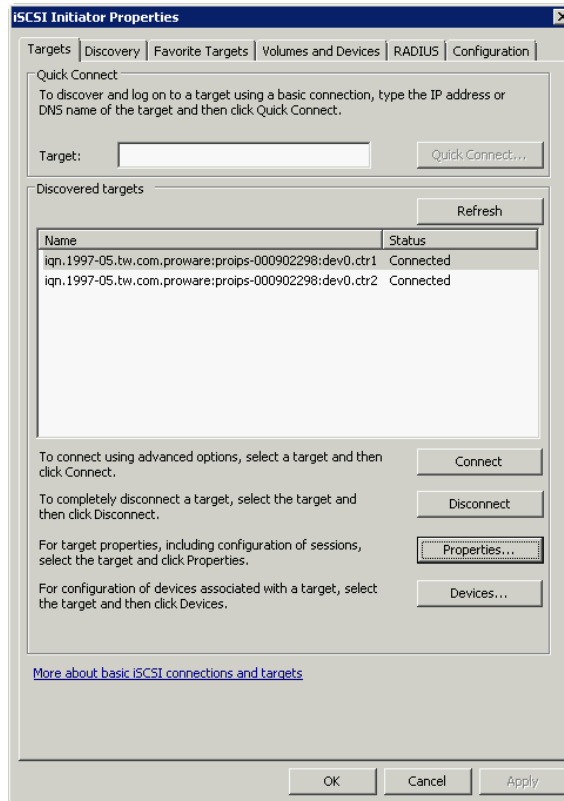 iSCSI Initiator Properties
Targets Discovery Favorite Targets Volumes and Devices RADIUS Configuration
Quick Connect
To discover and log on to a target using a basic connection, type the IP address or
DNS name of the target and then click Quick Connect.
Target:
Quick Connect...
Discovered targets
Refresh
Name Status
iqn.1997-05.tw.com.proware:proips-000902298:dev0.ctr1 Connected
iqn.1997-05.tw.com.proware:proips-000902298:dev0.ctr2 Connected
To connect using advanced options, select a target and then
click Connect.
Connect
To completely disconnect a target, select the target and
then click Disconnect.
Disconnect
For target properties, including configuration of sessions,
select the target and click Properties.
Properties...
For configuration of devices associated with a target, select
the target and then click Devices.
Devices...
More about basic iSCSI connections and targets
OK Cancel Apply